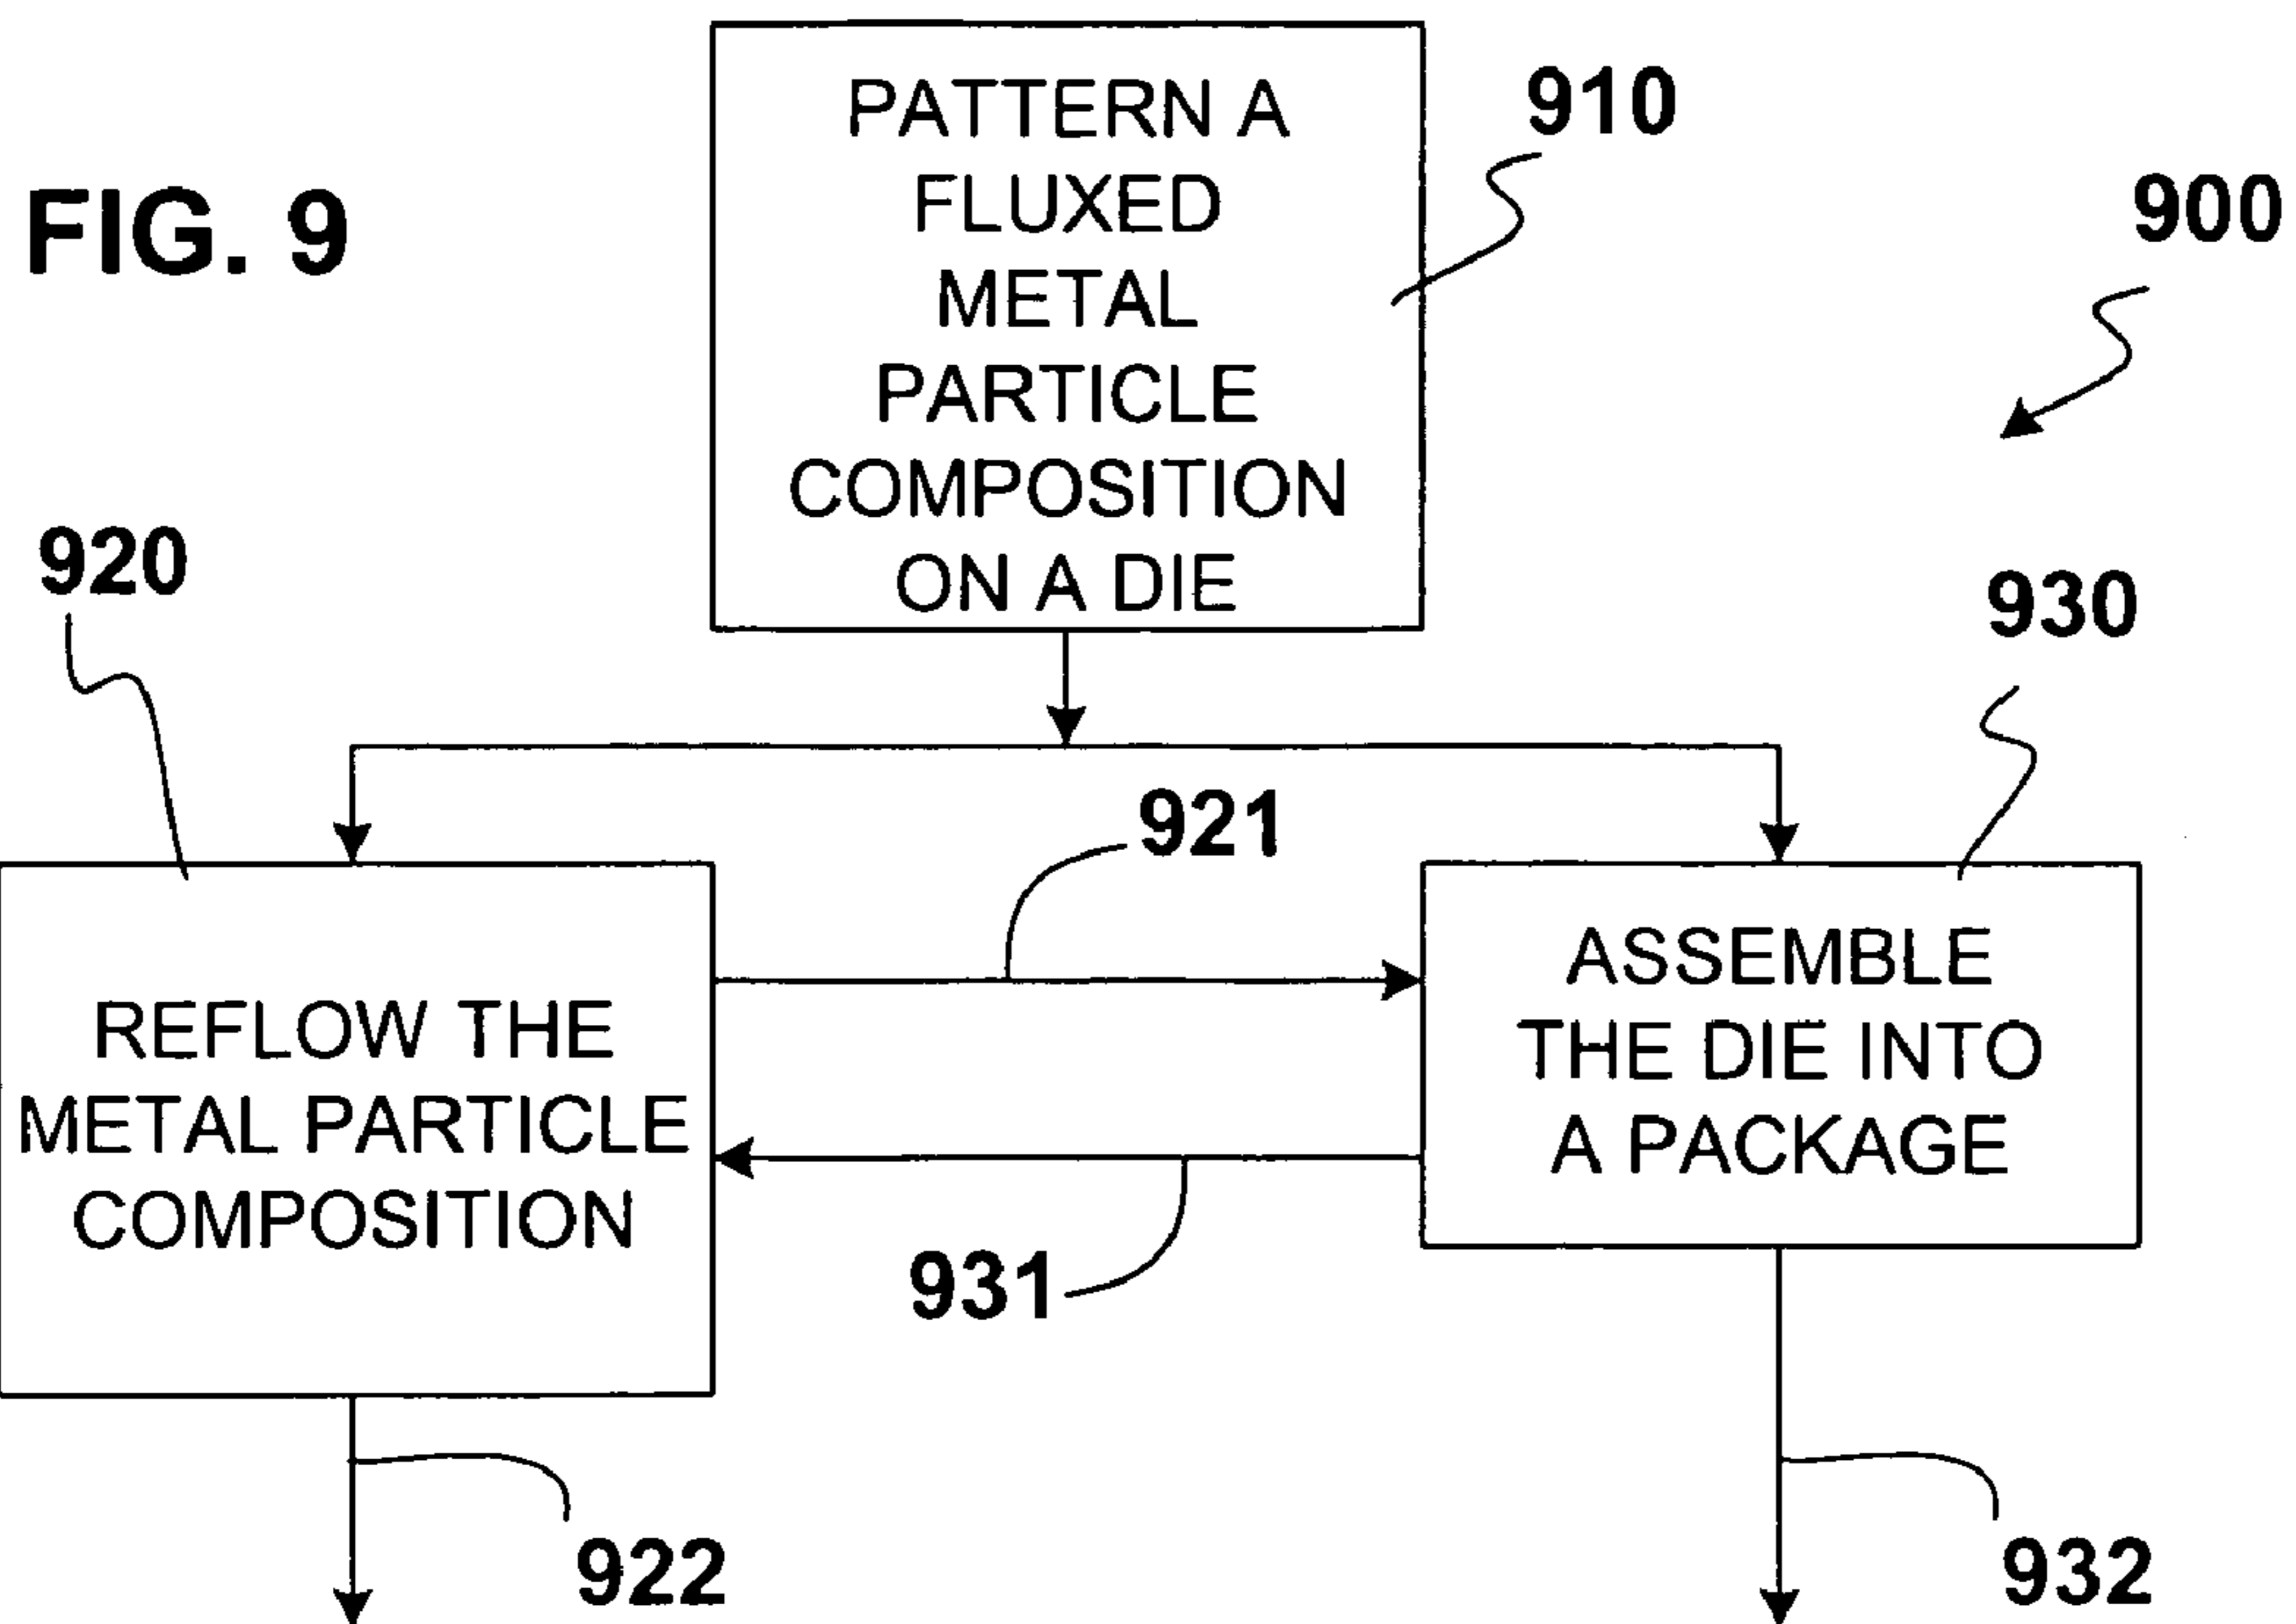 FIG. 9
PATTERN A
FLUXED
METAL
PARTICLE
COMPOSITION
ON A DIE
910
900
920
930
921
REFLOW THE
METAL PARTICLE
COMPOSITION
ASSEMBLE
THE DIE INTO
A PACKAGE
931
922
932